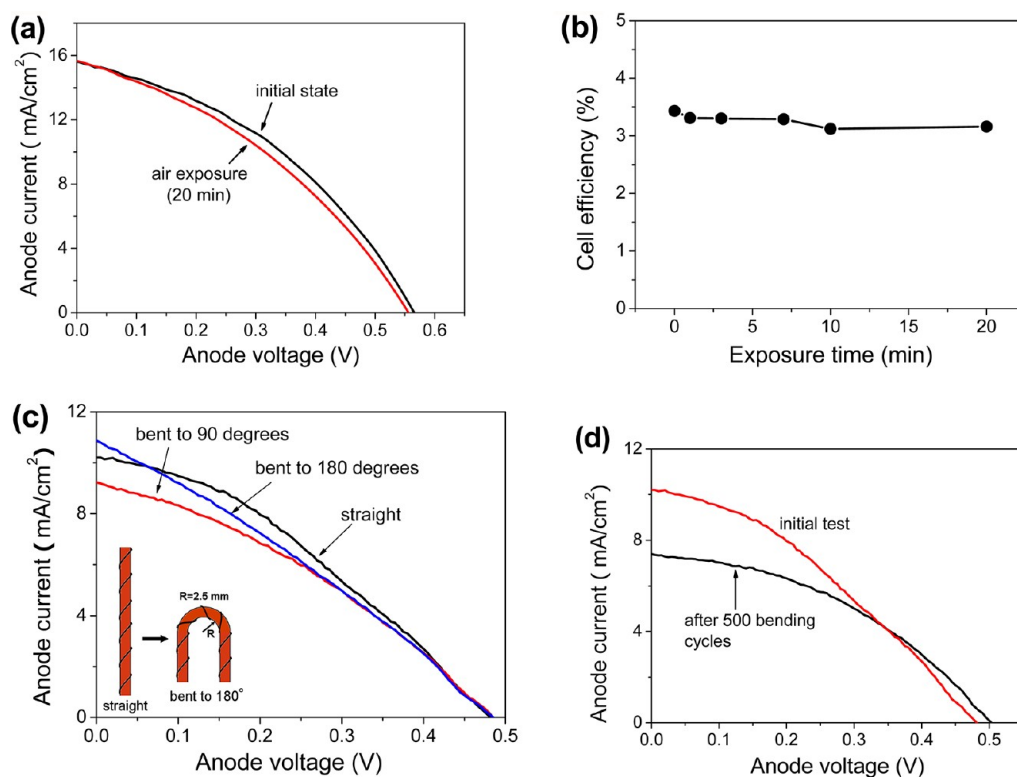 (a)
Anode current ( mA/cm²)
16
12
8
4
0
initial state
air exposure
(20 min)
0.0 0.1 0.2 0.3 0.4 0.5 0.6
Anode voltage (V)
(b)
Cell efficiency (%)
5
4
3
2
1
0
0 5 10 15 20
Exposure time (min)
(c)
Anode current ( mA/cm²)
12
8
4
0
bent to 90 degrees
bent to 180 degrees
straight
R=2.5 mm
R
straight
bent to 180°
0.0 0.1 0.2 0.3 0.4 0.5
Anode voltage (V)
(d)
Anode current ( mA/cm²)
12
8
4
0
initial test
after 500 bending
cycles
0.0 0.1 0.2 0.3 0.4 0.5
Anode voltage (V)